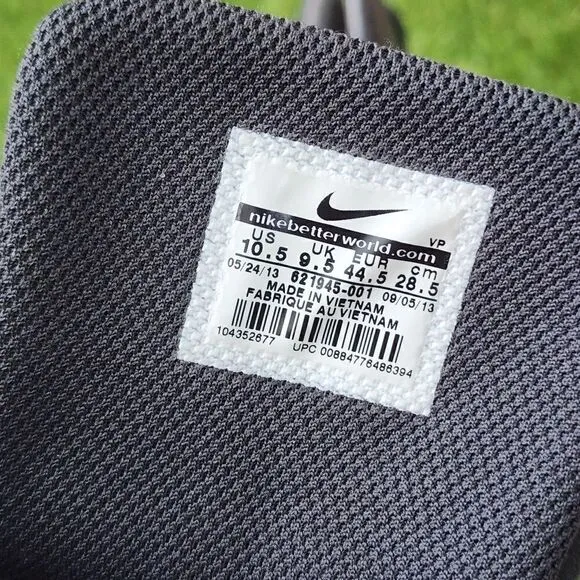 nikebetterworld.com VP
US UK EUR cm
10.5 9.5 44.5 28.5
05/24/13 621945-001 09/05/13
MADE IN VIETNAM
FABRIQUE AU VIETNAM
104352677 UPC 00884776486394